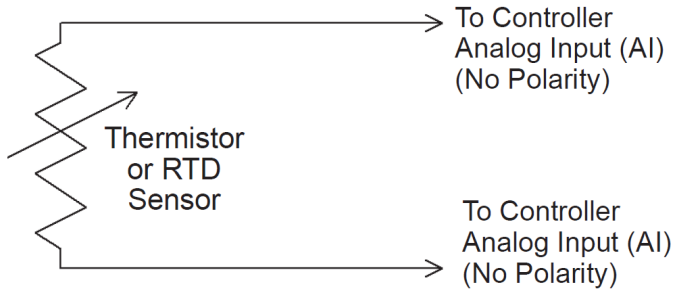 To Controller
Analog Input (AI)
(No Polarity)
Thermistor
or RTD
Sensor
To Controller
Analog Input (AI)
(No Polarity)